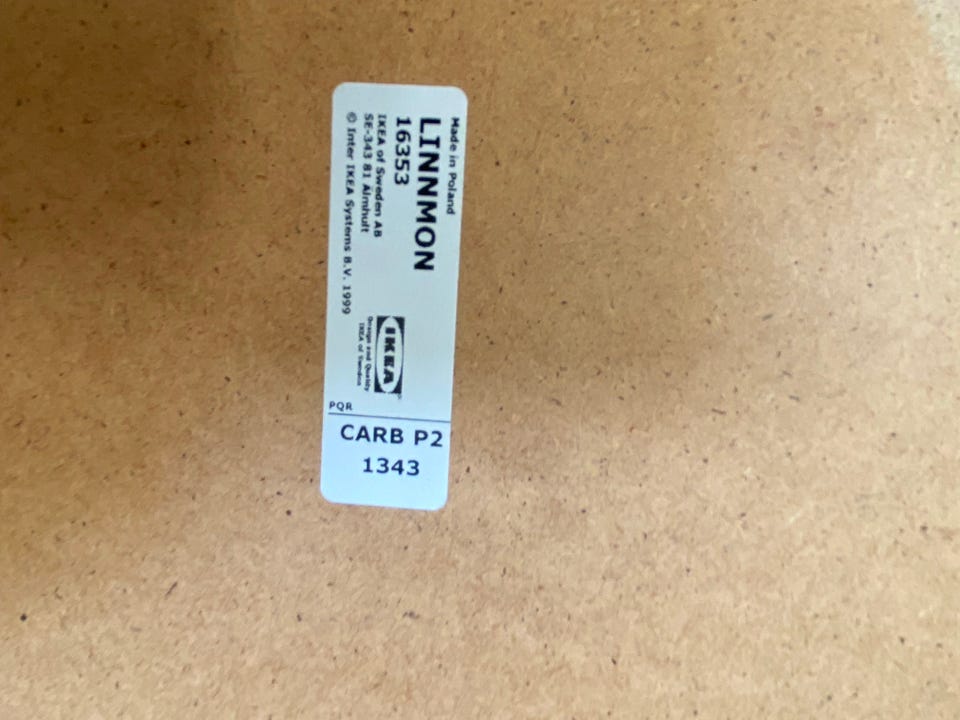 Made in Poland
LINNMON
16353
IKEA of Sweden AB
SE-343 81 Älmhult
© Inter IKEA Systems B.V. 1999
IKEA
Design and Quality
IKEA of Sweden
PQR
CARB P2
1343